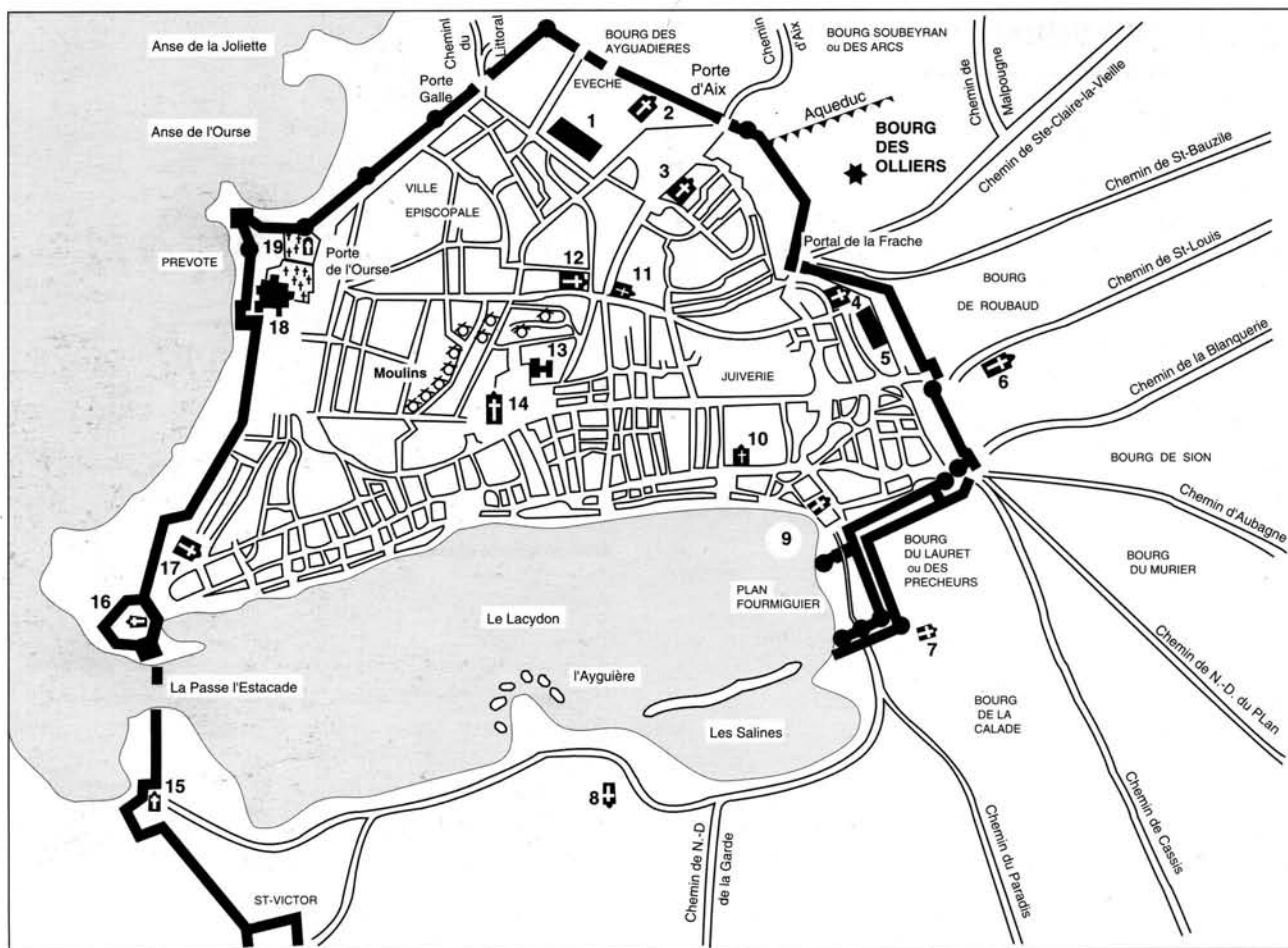 Anse de la Joliette
Anse de l'Ourse
Chemin du
Littoral
BOURG DES
AYGUADIERES
Chemin
d'Aix
BOURG SOUBEYRAN
ou DES ARCS
Chemin de
Malpougne
Porte
Galle
EVECHE
Porte
d'Aix
Aqueduc
BOURG
DES
OLLIERS
Chemin de Ste-Claire-la-Vieille
Chemin de St-Bauzile
1
2
3
VILLE
EPISCOPALE
Portal de la Frache
Chemin de St-Louis
PREVOTE
19
Porte
de l'Ourse
12
11
4
BOURG
DE ROUBAUD
18
13
5
6
Chemin de la Blanquerie
Moulins
JUIVERIE
14
10
BOURG DE SION
Chemin d'Aubagne
9
BOURG
DU LAURET
ou DES
PRECHEURS
BOURG
DU MURIER
17
16
PLAN
FOURMIGUIER
Le Lacydon
7
Chemin de N.-D. du PLan
La Passe l'Estacade
l'Ayguière
Les Salines
BOURG
DE LA
CALADE
15
8
Chemin de N.-D
de la Garde
Chemin du Paradis
Chemin de Cassis
ST-VICTOR